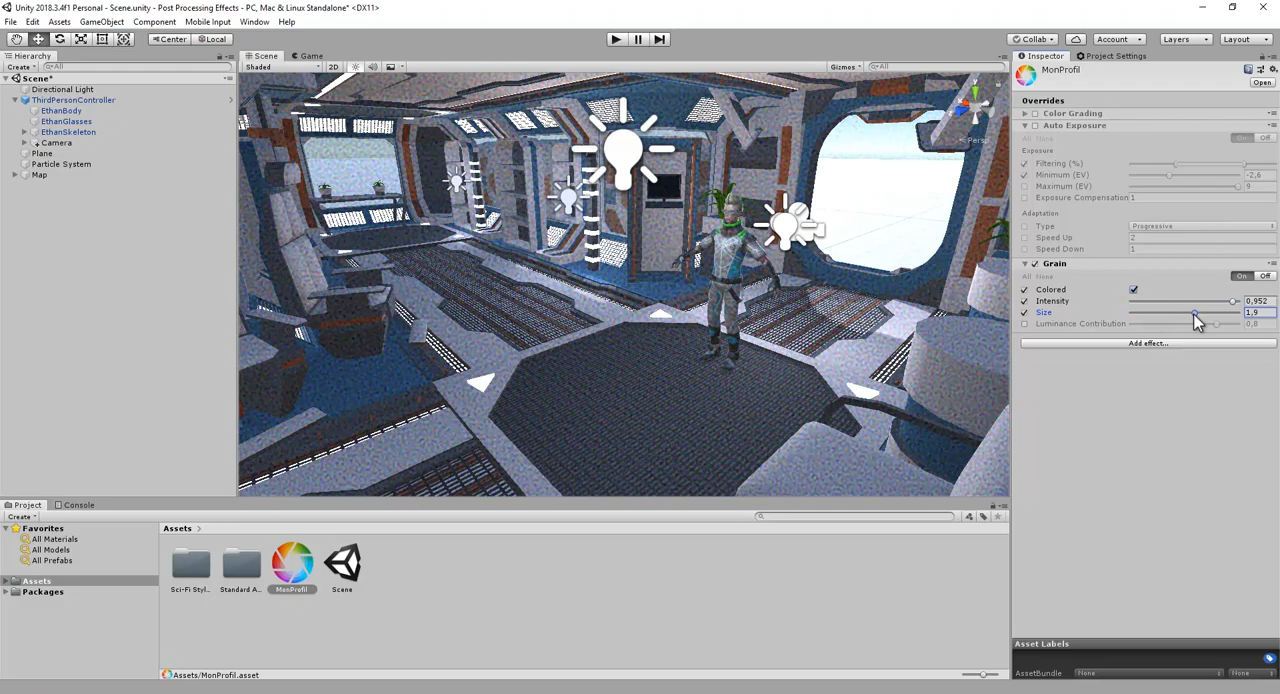 Unity 2018.3.4f1 Personal - Scene.unity - Post Processing Effects - PC, Mac & Linux Standalone* <DX11>
File Edit Assets GameObject Component Mobile Input Window Help
Center Local Collab Account Layers Layout
Hierarchy
Create All
Scene*
Directional Light
ThirdPersonController
EthanBody
EthanGlasses
EthanSkeleton
Camera
Plane
Particle System
Map
Scene Game
Shaded 2D Gizmos All
y
Persp
Inspector Project Settings
MonProfil
Open
Overrides
Color Grading
Auto Exposure
All None On Off
Exposure
Filtering (%)
Minimum (EV) -2,6
Maximum (EV) 9
Exposure Compensation 1
Adaptation
Type Progressive
Speed Up 2
Speed Down 1
Grain
All None On Off
Colored
Intensity 0,952
Size 1,9
Luminance Contribution 0,8
Add effect...
Project Console
Create
Favorites
All Materials
All Models
All Prefabs
Assets
Packages
Assets
Sci-Fi Styl... Standard A... MonProfil Scene
Assets/MonProfil.asset
Asset Labels
AssetBundle None None